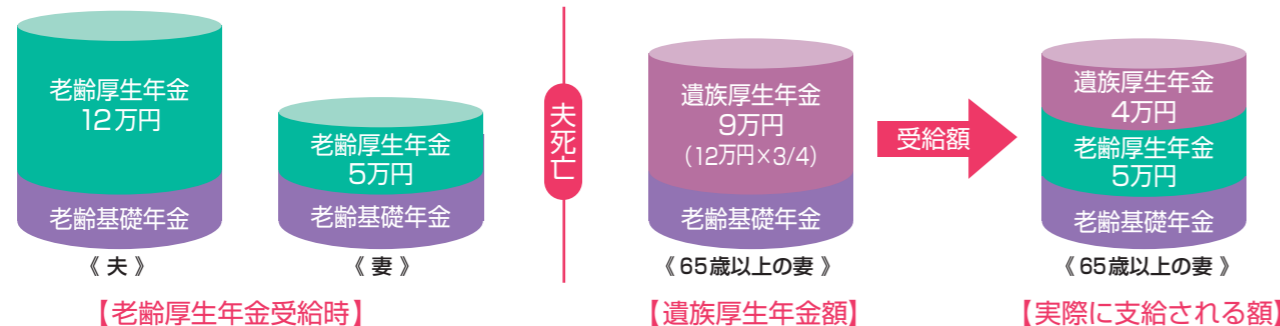 老齢厚生年金
12万円
老齢基礎年金
《 夫 》
老齢厚生年金
5万円
老齢基礎年金
《 妻 》
【老齢厚生年金受給時】
夫死亡
遺族厚生年金
9万円
(12万円×3/4)
老齢基礎年金
《 65歳以上の妻 》
【遺族厚生年金額】
受給額
遺族厚生年金
4万円
老齢厚生年金
5万円
老齢基礎年金
《 65歳以上の妻 》
【実際に支給される額】